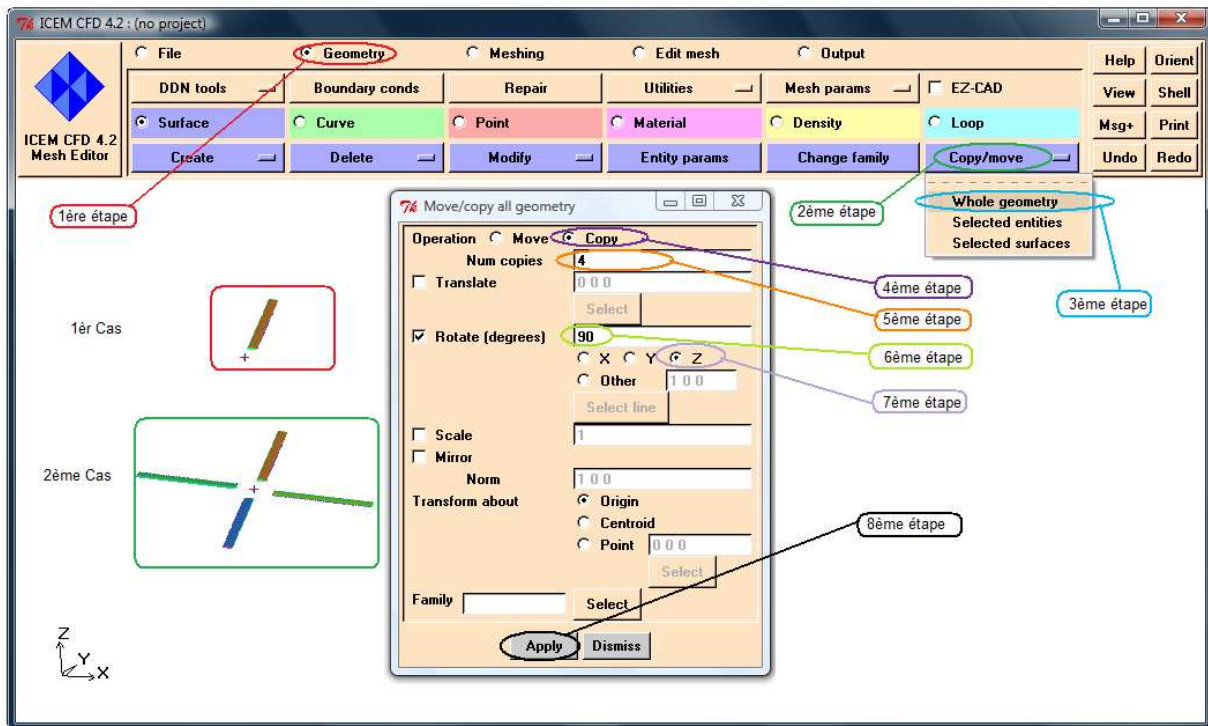 ICEM CFD 4.2 : (no project)
File Geometry Meshing Edit mesh Output
Help Orient
DDN tools Boundary conds Repair Utilities Mesh params EZ-CAD
View Shell
Surface Curve Point Material Density Loop
Msg+ Print
ICEM CFD 4.2
Mesh Editor
Create Delete Modify Entity params Change family Copy/move
Undo Redo
Whole geometry
Selected entities
Selected surfaces
1ère étape
2ème étape
3ème étape
Move/copy all geometry
Operation Move Copy
Num copies 4
Translate 0 0 0
Select
Rotate (degrees) 90
X Y Z
Other 1 0 0
Select line
Scale 1
Mirror
Norm 1 0 0
Transform about Origin
Centroid
Point 0 0 0
Select
Family Select
Apply Dismiss
4ème étape
5ème étape
6ème étape
7ème étape
8ème étape
1èr Cas
2ème Cas
Z
Y
X